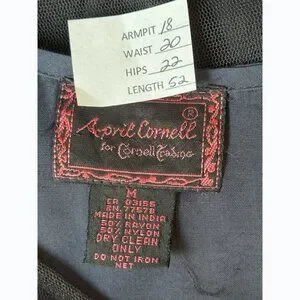 ARMPIT 18
WAIST 20
HIPS 22
LENGTH 52
®
April Cornell
for Cornell Trading
M
CA 03155
RN. 77578
MADE IN INDIA
50% RAYON
50% NYLON
DRY CLEAN
ONLY
DO NOT IRON
NET